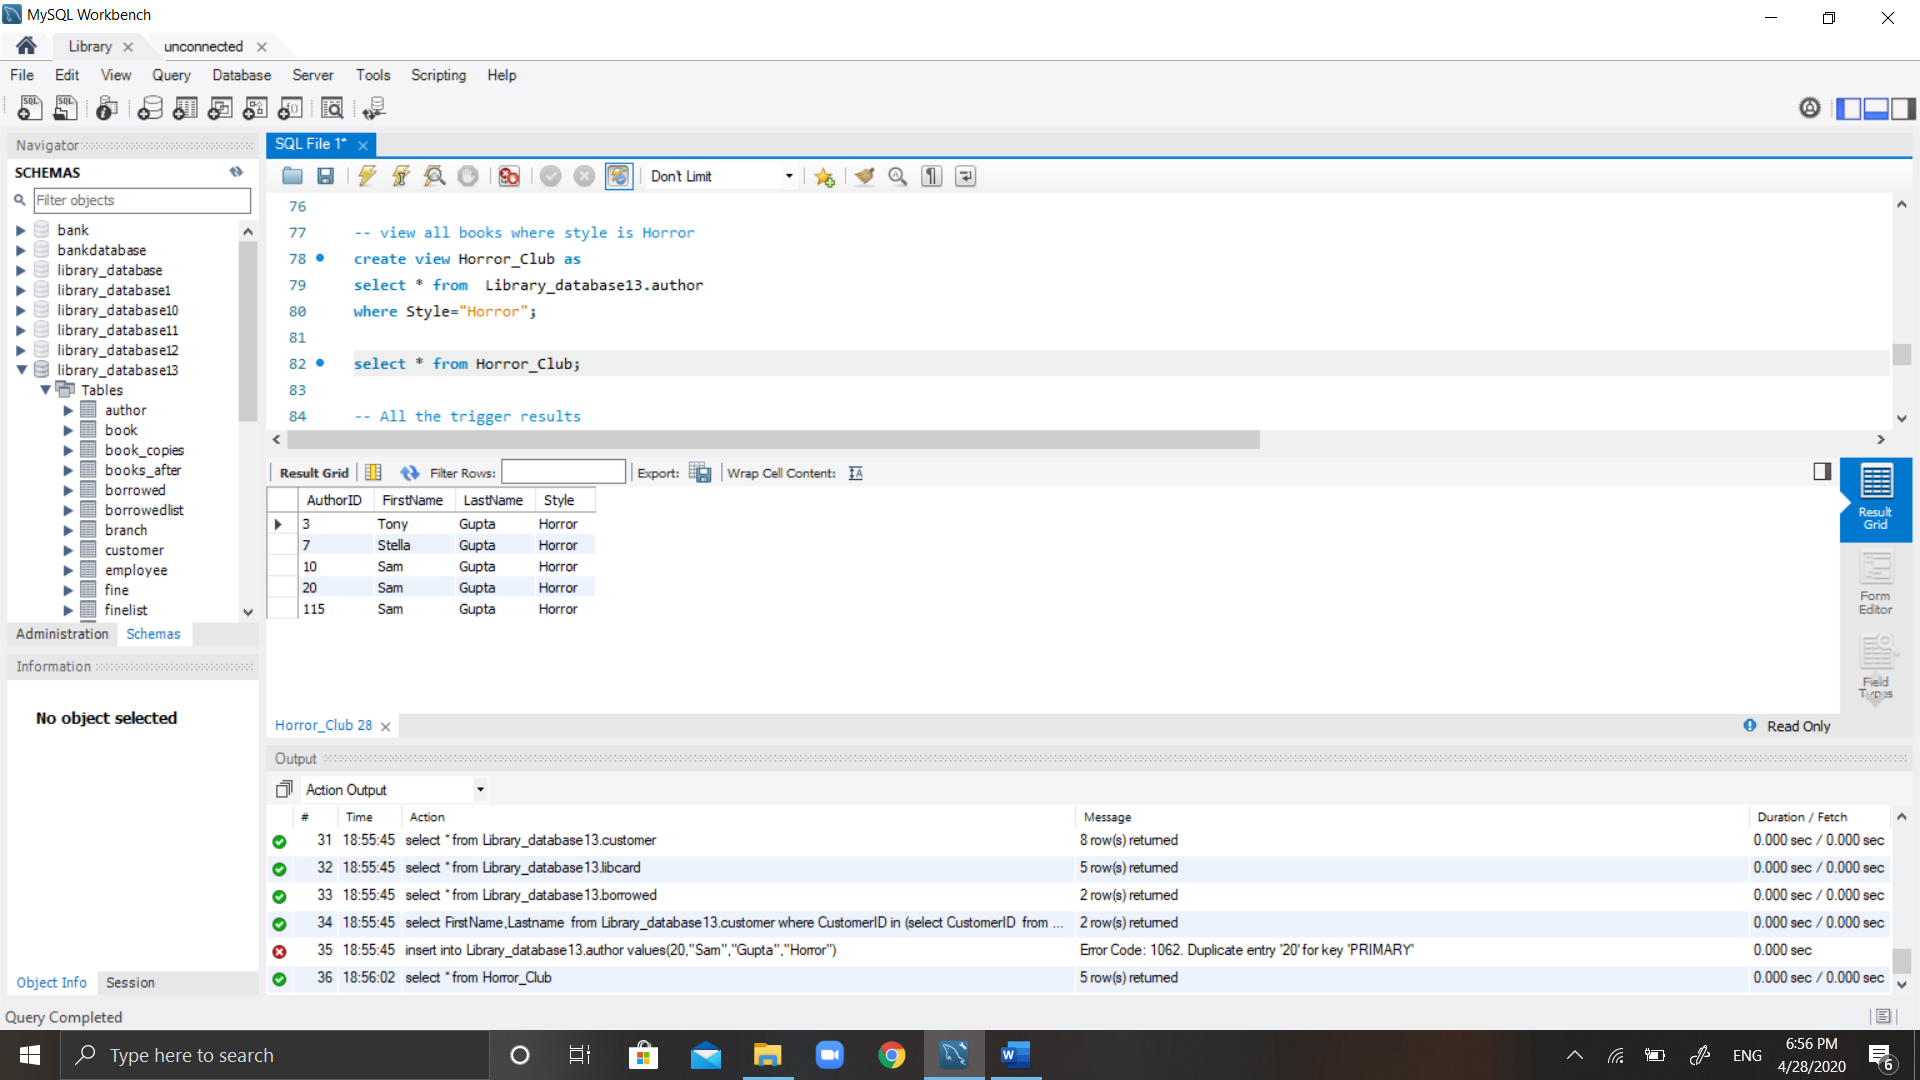 MySQL Workbench
Library
unconnected
File Edit View Query Database Server Tools Scripting Help
Navigator
SCHEMAS
Filter objects
bank
bankdatabase
library_database
library_database1
library_database10
library_database11
library_database12
library_database13
Tables
author
book
book_copies
books_after
borrowed
borrowedlist
branch
customer
employee
fine
finelist
Administration Schemas
Information
No object selected
Object Info Session
SQL File 1*
Don't Limit
76
77 -- view all books where style is Horror
78 create view Horror_Club as
79 select * from Library_database13.author
80 where Style="Horror";
81
82 select * from Horror_Club;
83
84 -- All the trigger results
Result Grid Filter Rows: Export: Wrap Cell Content:
AuthorID FirstName LastName Style
3 Tony Gupta Horror
7 Stella Gupta Horror
10 Sam Gupta Horror
20 Sam Gupta Horror
115 Sam Gupta Horror
Result
Grid
Form
Editor
Field
Types
Horror_Club 28
Read Only
Output
Action Output
# Time Action Message Duration / Fetch
31 18:55:45 select * from Library_database13.customer 8 row(s) returned 0.000 sec / 0.000 sec
32 18:55:45 select * from Library_database13.libcard 5 row(s) returned 0.000 sec / 0.000 sec
33 18:55:45 select * from Library_database13.borrowed 2 row(s) returned 0.000 sec / 0.000 sec
34 18:55:45 select FirstName,Lastname from Library_database13.customer where CustomerID in (select CustomerID from ... 2 row(s) returned 0.000 sec / 0.000 sec
35 18:55:45 insert into Library_database13.author values(20,"Sam","Gupta","Horror") Error Code: 1062. Duplicate entry '20' for key 'PRIMARY' 0.000 sec
36 18:56:02 select * from Horror_Club 5 row(s) returned 0.000 sec / 0.000 sec
Query Completed
Type here to search
ENG
6:56 PM
4/28/2020
6